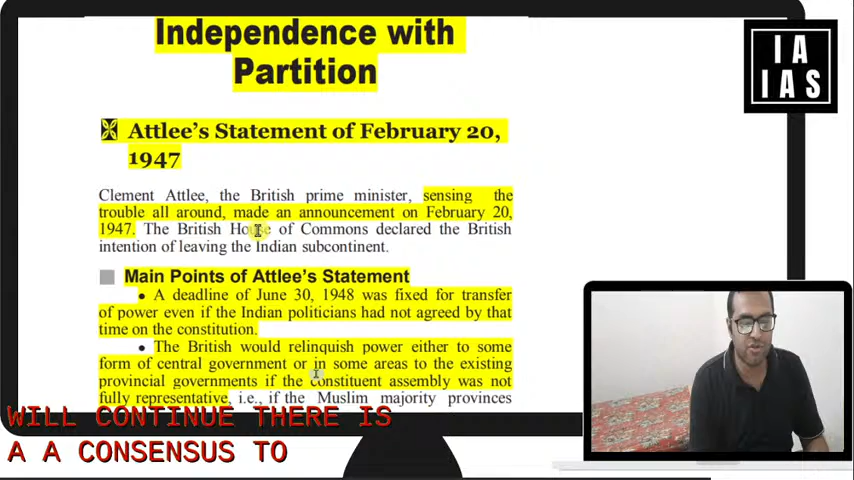 Independence with
Partition
IA
IAS
Attlee's Statement of February 20,
1947
Clement Attlee, the British prime minister, sensing the
trouble all around, made an announcement on February 20,
1947. The British House of Commons declared the British
intention of leaving the Indian subcontinent.
Main Points of Attlee's Statement
• A deadline of June 30, 1948 was fixed for transfer
of power even if the Indian politicians had not agreed by that
time on the constitution.
• The British would relinquish power either to some
form of central government or in some areas to the existing
provincial governments if the constituent assembly was not
fully representative, i.e., if the Muslim majority provinces
WILL CONTINUE THERE IS
A A CONSENSUS TO